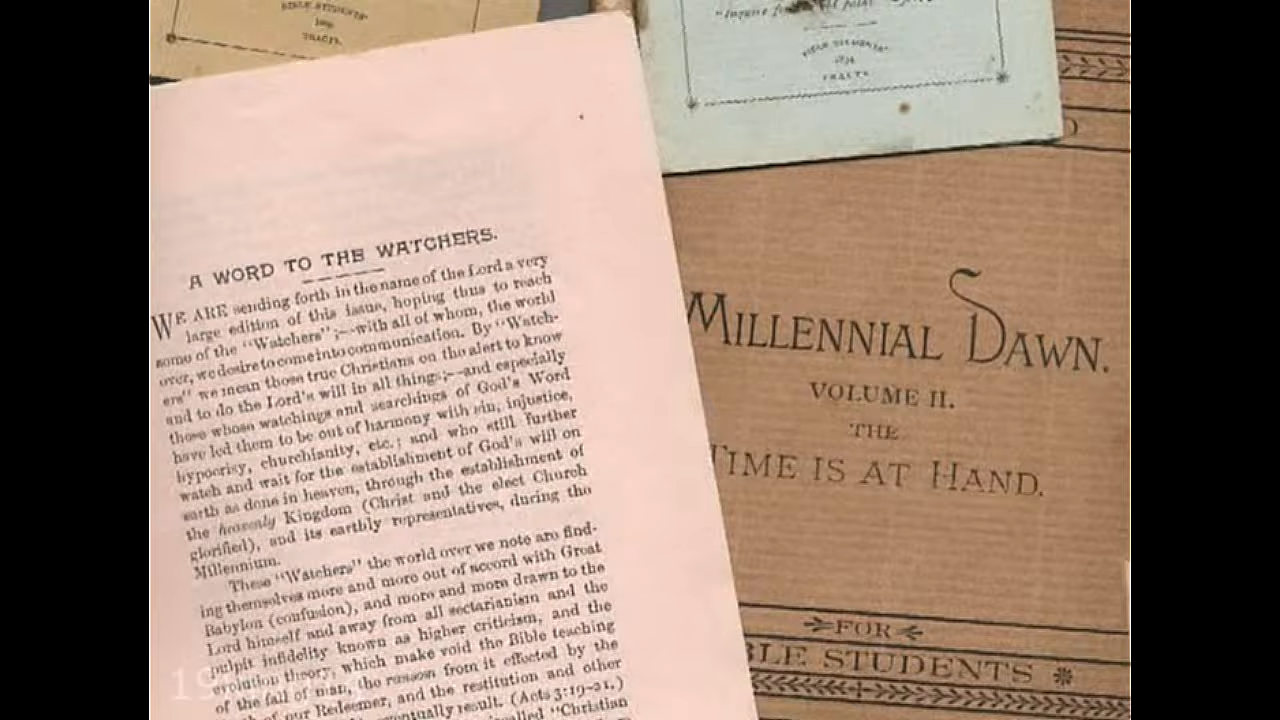 BIBLE STUDENTS'
TRACTS.
BIBLE STUDENTS'
TRACTS
A WORD TO THE WATCHERS.
WE ARE sending forth in the name of the Lord a very
large edition of this issue, hoping thus to reach
some of the "Watchers";—with all of whom, the world
over, we desire to come into communication. By "Watch-
ers" we mean those true Christians on the alert to know
and to do the Lord's will in all things;—and especially
those whose watchings and searchings of God's Word
have led them to be out of harmony with sin, injustice,
hypocrisy, churchianity, etc.; and who still further
watch and wait for the establishment of God's will on
earth as done in heaven, through the establishment of
the heavenly Kingdom (Christ and the elect Church
glorified), and its earthly representatives, during the
Millennium.
These "Watchers" the world over we note are find-
ing themselves more and more out of accord with Great
Babylon (confusion), and more and more drawn to the
Lord himself and away from all sectarianism and the
pulpit infidelity known as higher criticism, and the
evolution theory, which make void the Bible teaching
of the fall of man, the ransom from it effected by the
of our Redeemer, and the restitution and other
eventually result. (Acts 3:19-21.)
called "Christian
MILLENNIAL DAWN.
VOLUME II.
THE
TIME IS AT HAND.
FOR
BLE STUDENTS